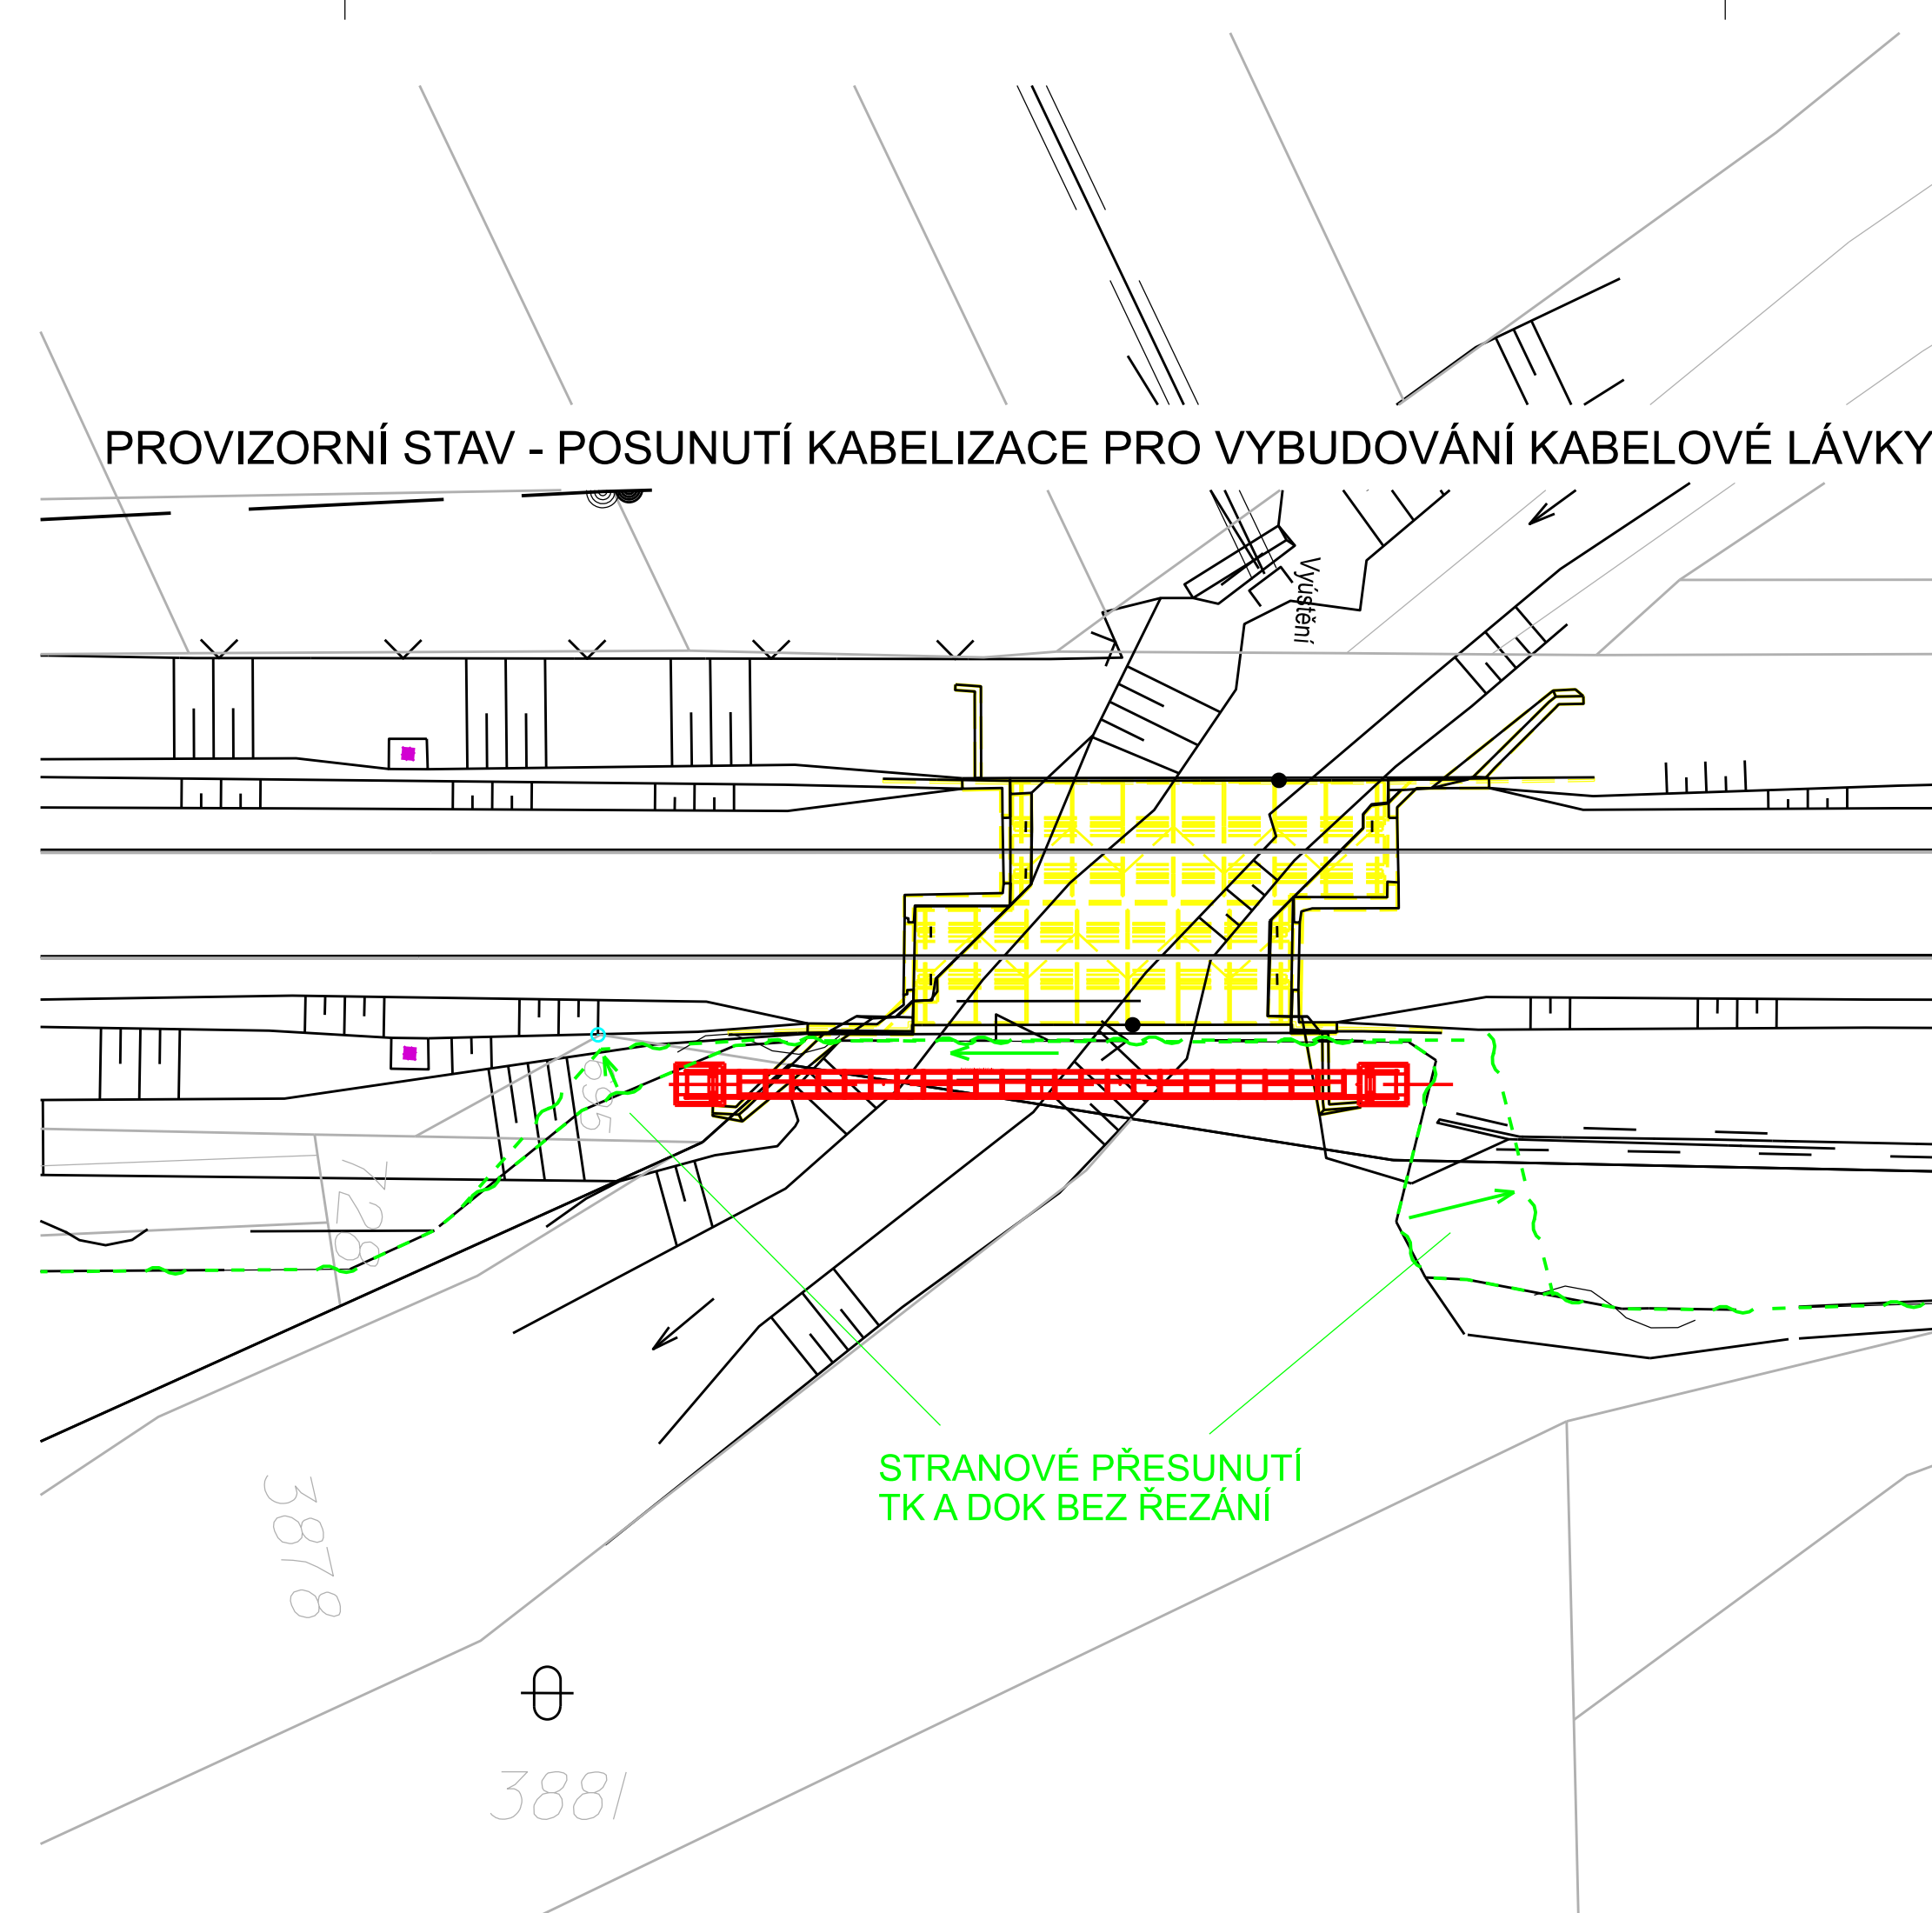 PROVIZORNÍ STAV - POSUNUTÍ KABELIZACE PRO VYBUDOVÁNÍ KABELOVÉ LÁVKY
Vyústění
STRANOVÉ PŘESUNUTÍ
TK A DOK BEZ ŘEZÁNÍ
3878
3881